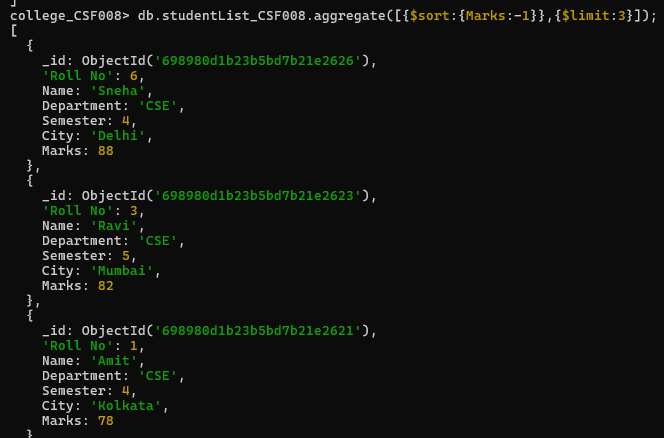 ]
college_CSF008> db.studentList_CSF008.aggregate([{$sort:{Marks:-1}},{$limit:3}]);
[
  {
    _id: ObjectId('698980d1b23b5bd7b21e2626'),
    'Roll No': 6,
    Name: 'Sneha',
    Department: 'CSE',
    Semester: 4,
    City: 'Delhi',
    Marks: 88
  },
  {
    _id: ObjectId('698980d1b23b5bd7b21e2623'),
    'Roll No': 3,
    Name: 'Ravi',
    Department: 'CSE',
    Semester: 5,
    City: 'Mumbai',
    Marks: 82
  },
  {
    _id: ObjectId('698980d1b23b5bd7b21e2621'),
    'Roll No': 1,
    Name: 'Amit',
    Department: 'CSE',
    Semester: 4,
    City: 'Kolkata',
    Marks: 78
  }